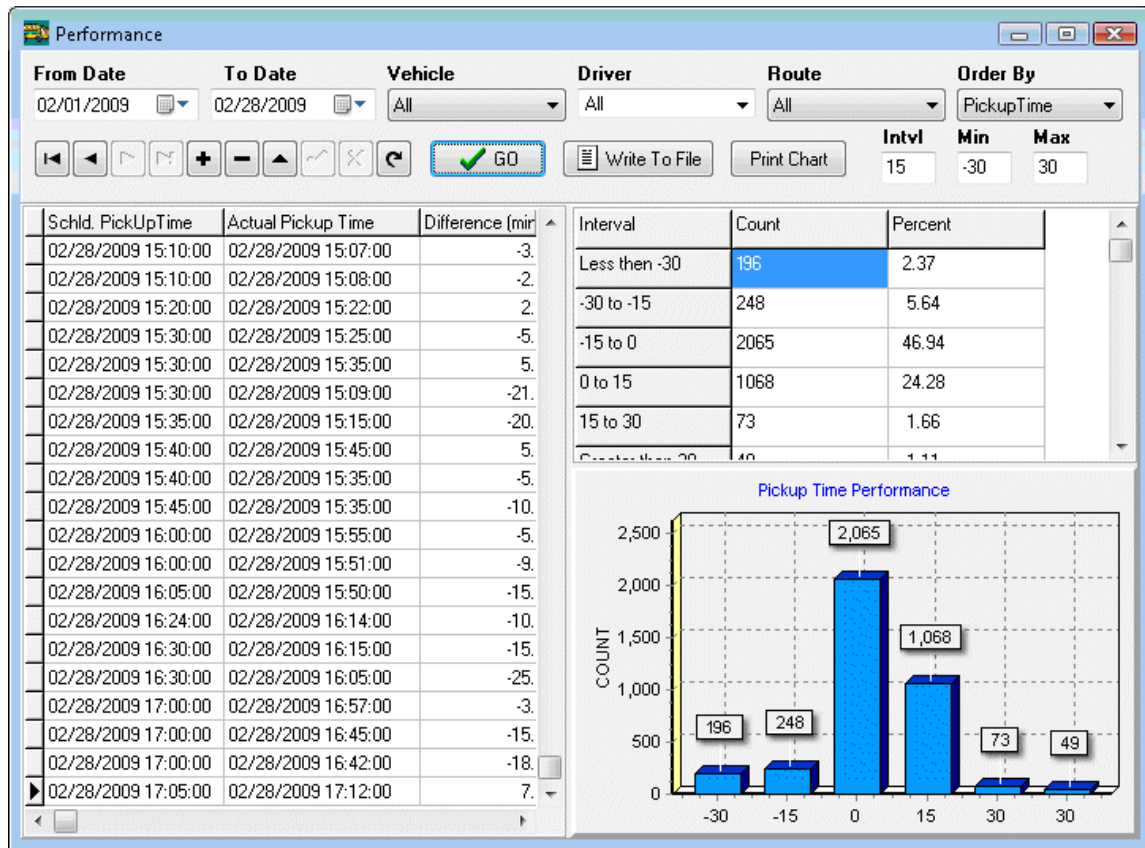 Performance
From Date To Date Vehicle Driver Route Order By
02/01/2009 02/28/2009 All All All PickupTime
GO Write To File Print Chart Intvl Min Max
15 -30 30
Schld. PickUpTime Actual Pickup Time Difference (min
02/28/2009 15:10:00 02/28/2009 15:07:00 -3.
02/28/2009 15:10:00 02/28/2009 15:08:00 -2.
02/28/2009 15:20:00 02/28/2009 15:22:00 2.
02/28/2009 15:30:00 02/28/2009 15:25:00 -5.
02/28/2009 15:30:00 02/28/2009 15:35:00 5.
02/28/2009 15:30:00 02/28/2009 15:09:00 -21.
02/28/2009 15:35:00 02/28/2009 15:15:00 -20.
02/28/2009 15:40:00 02/28/2009 15:45:00 5.
02/28/2009 15:40:00 02/28/2009 15:35:00 -5.
02/28/2009 15:45:00 02/28/2009 15:35:00 -10.
02/28/2009 16:00:00 02/28/2009 15:55:00 -5.
02/28/2009 16:00:00 02/28/2009 15:51:00 -9.
02/28/2009 16:05:00 02/28/2009 15:50:00 -15.
02/28/2009 16:24:00 02/28/2009 16:14:00 -10.
02/28/2009 16:30:00 02/28/2009 16:15:00 -15.
02/28/2009 16:30:00 02/28/2009 16:05:00 -25.
02/28/2009 17:00:00 02/28/2009 16:57:00 -3.
02/28/2009 17:00:00 02/28/2009 16:45:00 -15.
02/28/2009 17:00:00 02/28/2009 16:42:00 -18.
02/28/2009 17:05:00 02/28/2009 17:12:00 7.
Interval Count Percent
Less then -30 196 2.37
-30 to -15 248 5.64
-15 to 0 2065 46.94
0 to 15 1068 24.28
15 to 30 73 1.66
Pickup Time Performance
COUNT
2,500
2,000
1,500
1,000
500
0
196
248
2,065
1,068
73
49
-30 -15 0 15 30 30